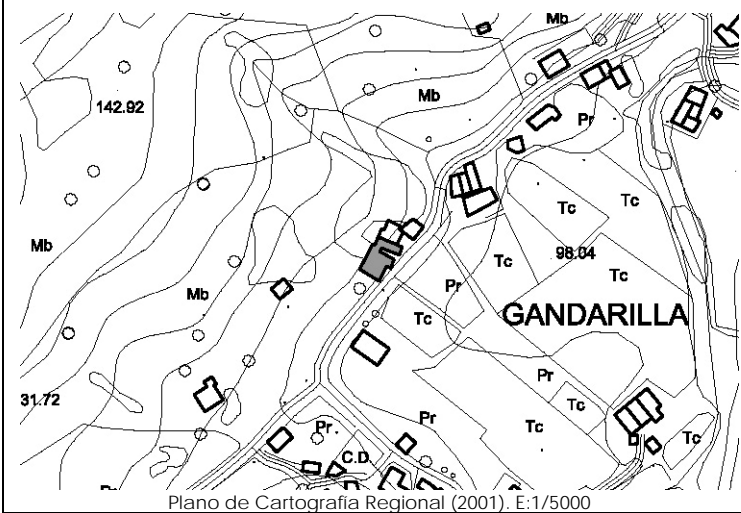 Mb
142.92
Mb
Pr
Tc
Tc
Mb
Tc
98.04
Tc
Mb
Pr
Tc
GANDARILLA
Pr
31.72
Tc
Pr
Tc
Pr
Tc
C.D.
Plano de Cartografía Regional (2001). E:1/5000